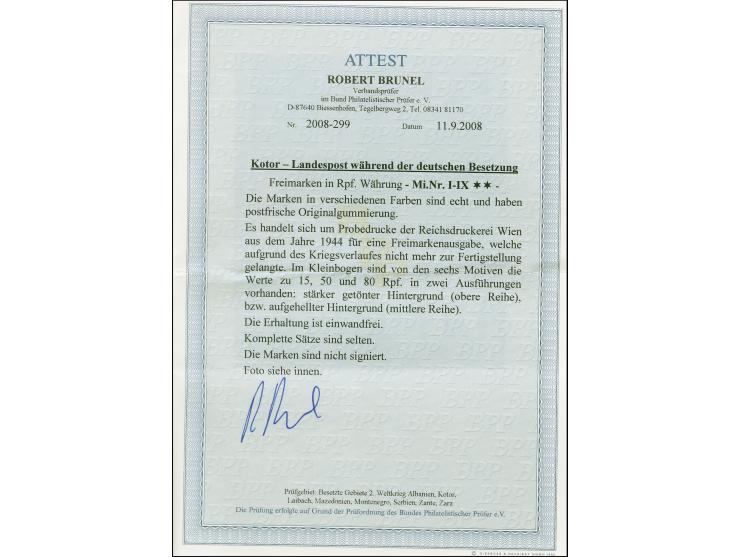 ATTEST
ROBERT BRUNEL
Verbandsprüfer
im Bund Philatelistischer Prüfer e. V.
D-87640 Biessenhofen, Tegelbergweg 2, Tel. 08341 81170
Nr. 2008-299 Datum 11.9.2008
Kotor – Landespost während der deutschen Besetzung
Freimarken in Rpf. Währung - Mi.Nr. I-IX ✶✶ -
Die Marken in verschiedenen Farben sind echt und haben
postfrische Originalgummierung.
Es handelt sich um Probedrucke der Reichsdruckerei Wien
aus dem Jahre 1944 für eine Freimarkenausgabe, welche
aufgrund des Kriegsverlaufes nicht mehr zur Fertigstellung
gelangte. Im Kleinbogen sind von den sechs Motiven die
Werte zu 15, 50 und 80 Rpf. in zwei Ausführungen
vorhanden: stärker getönter Hintergrund (obere Reihe),
bzw. aufgehellter Hintergrund (mittlere Reihe).
Die Erhaltung ist einwandfrei.
Komplette Sätze sind selten.
Die Marken sind nicht signiert.
Foto siehe innen.
Prüfgebiet: Besetzte Gebiete 2. Weltkrieg Albanien, Kotor,
Laibach, Mazedonien, Montenegro, Serbien, Zante, Zara
Die Prüfung erfolgte auf Grund der Prüfordnung des Bundes Philatelistischer Prüfer e.V.